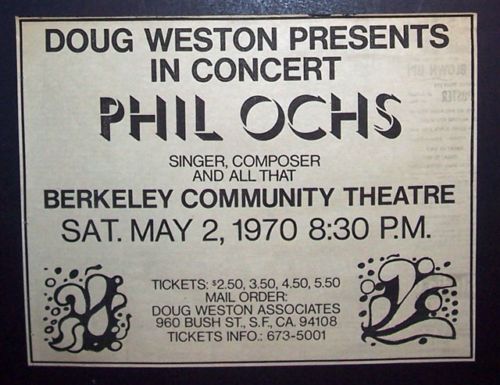 DOUG WESTON PRESENTS
IN CONCERT
PHIL OCHS
SINGER, COMPOSER
AND ALL THAT
BERKELEY COMMUNITY THEATRE
SAT. MAY 2, 1970 8:30 P.M.
TICKETS: $2.50, 3.50, 4.50, 5.50
MAIL ORDER:
DOUG WESTON ASSOCIATES
960 BUSH ST., S.F., CA. 94108
TICKETS INFO.: 673-5001